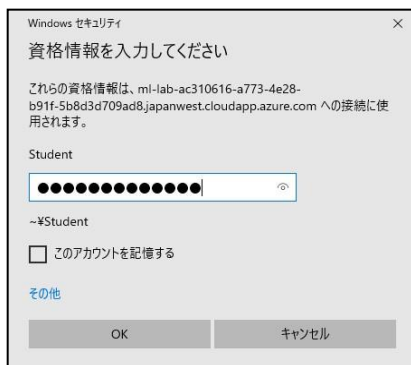 Windows セキュリティ
資格情報を入力してください
これらの資格情報は、ml-lab-ac310616-a773-4e28-
b91f-5b8d3d709ad8.japanwest.cloudapp.azure.com への接続に使
用されます。
Student
●●●●●●●●●●●●●
~¥Student
このアカウントを記憶する
その他
OK
キャンセル